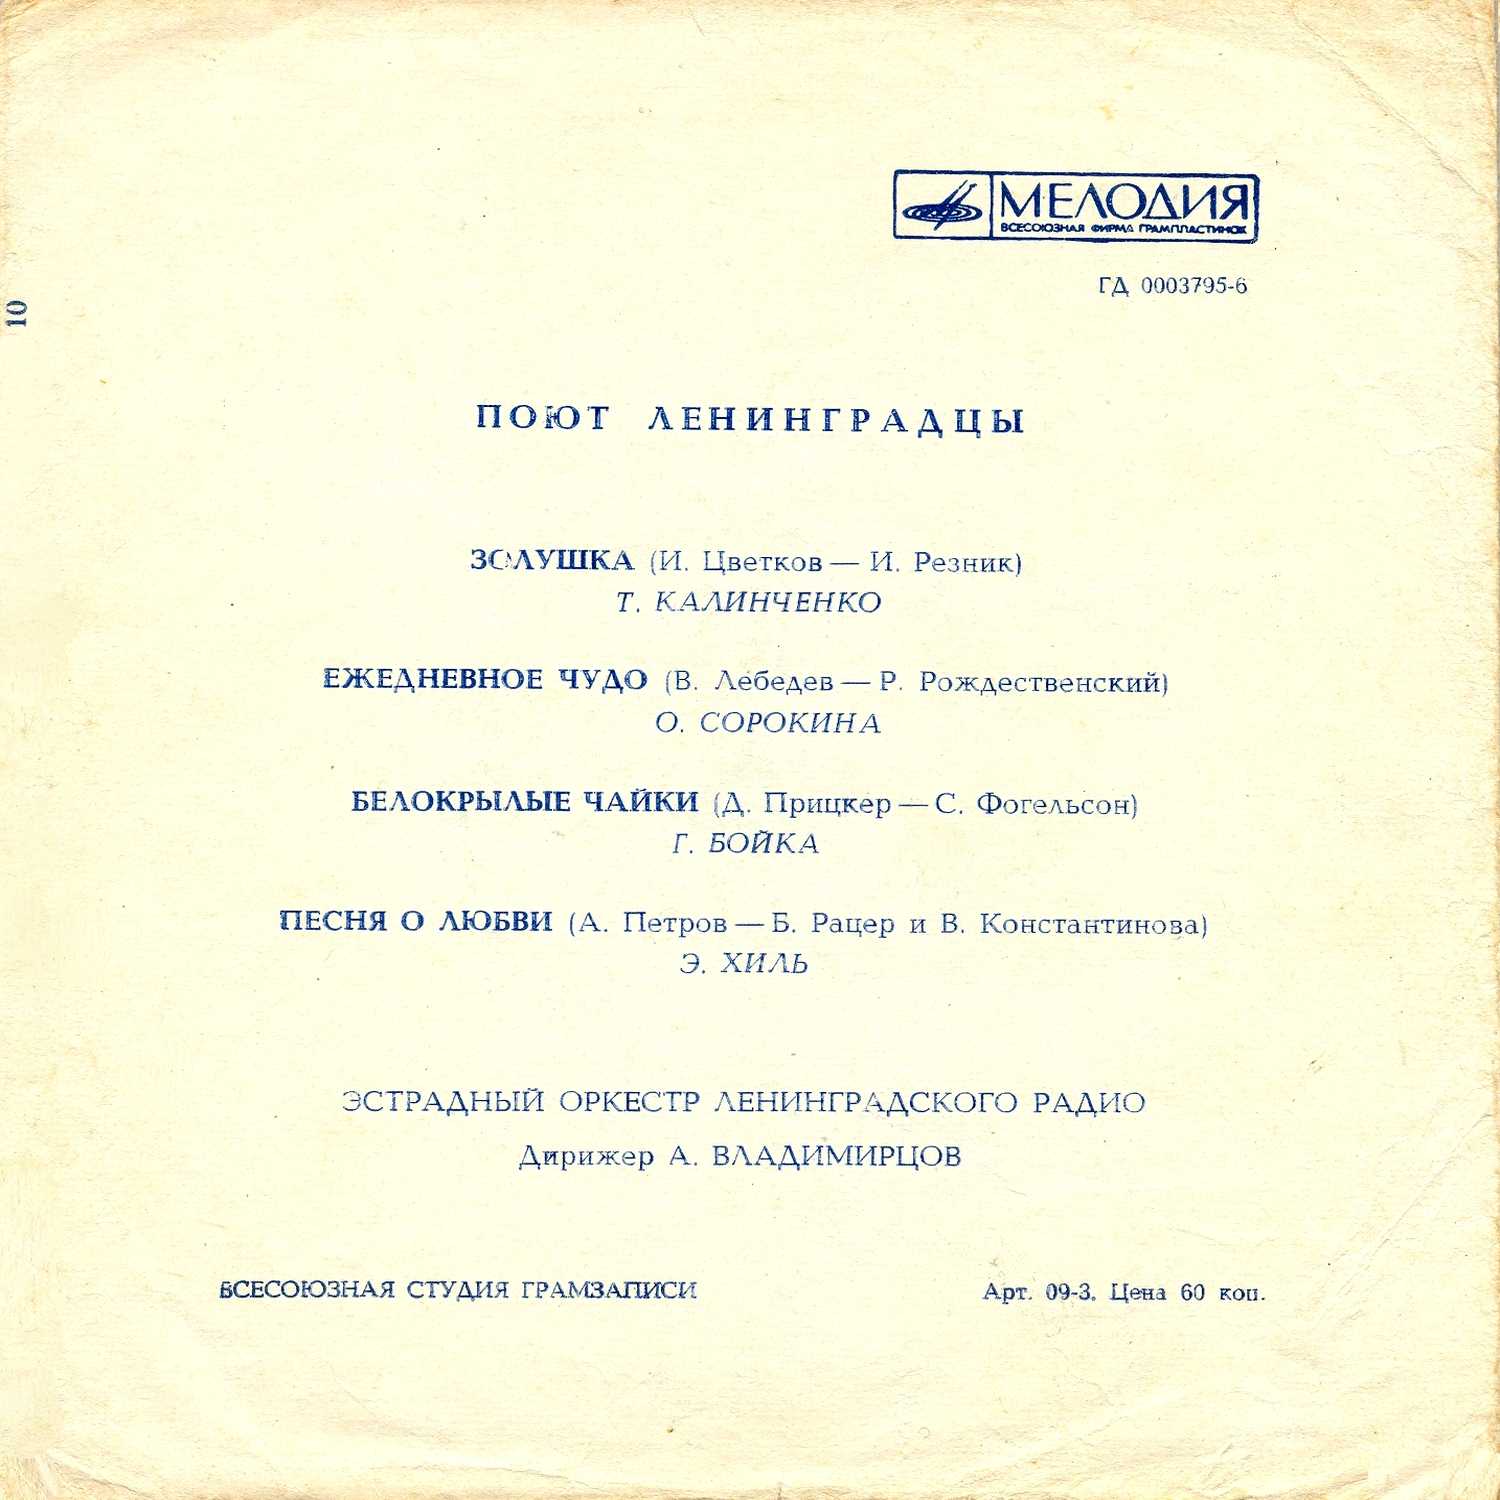 МЕЛОДИЯ
ВСЕСОЮЗНАЯ ФИРМА ГРАМПЛАСТИНОК
ГД 0003795-6
10
ПОЮТ ЛЕНИНГРАДЦЫ
ЗОЛУШКА (И. Цветков — И. Резник)
Т. КАЛИНЧЕНКО
ЕЖЕДНЕВНОЕ ЧУДО (В. Лебедев — Р. Рождественский)
О. СОРОКИНА
БЕЛОКРЫЛЫЕ ЧАЙКИ (Д. Прицкер — С. Фогельсон)
Г. БОЙКА
ПЕСНЯ О ЛЮБВИ (А. Петров — Б. Рацер и В. Константинова)
Э. ХИЛЬ
ЭСТРАДНЫЙ ОРКЕСТР ЛЕНИНГРАДСКОГО РАДИО
Дирижер А. ВЛАДИМИРЦОВ
ВСЕСОЮЗНАЯ СТУДИЯ ГРАМЗАПИСИ
Арт. 09-3. Цена 60 коп.